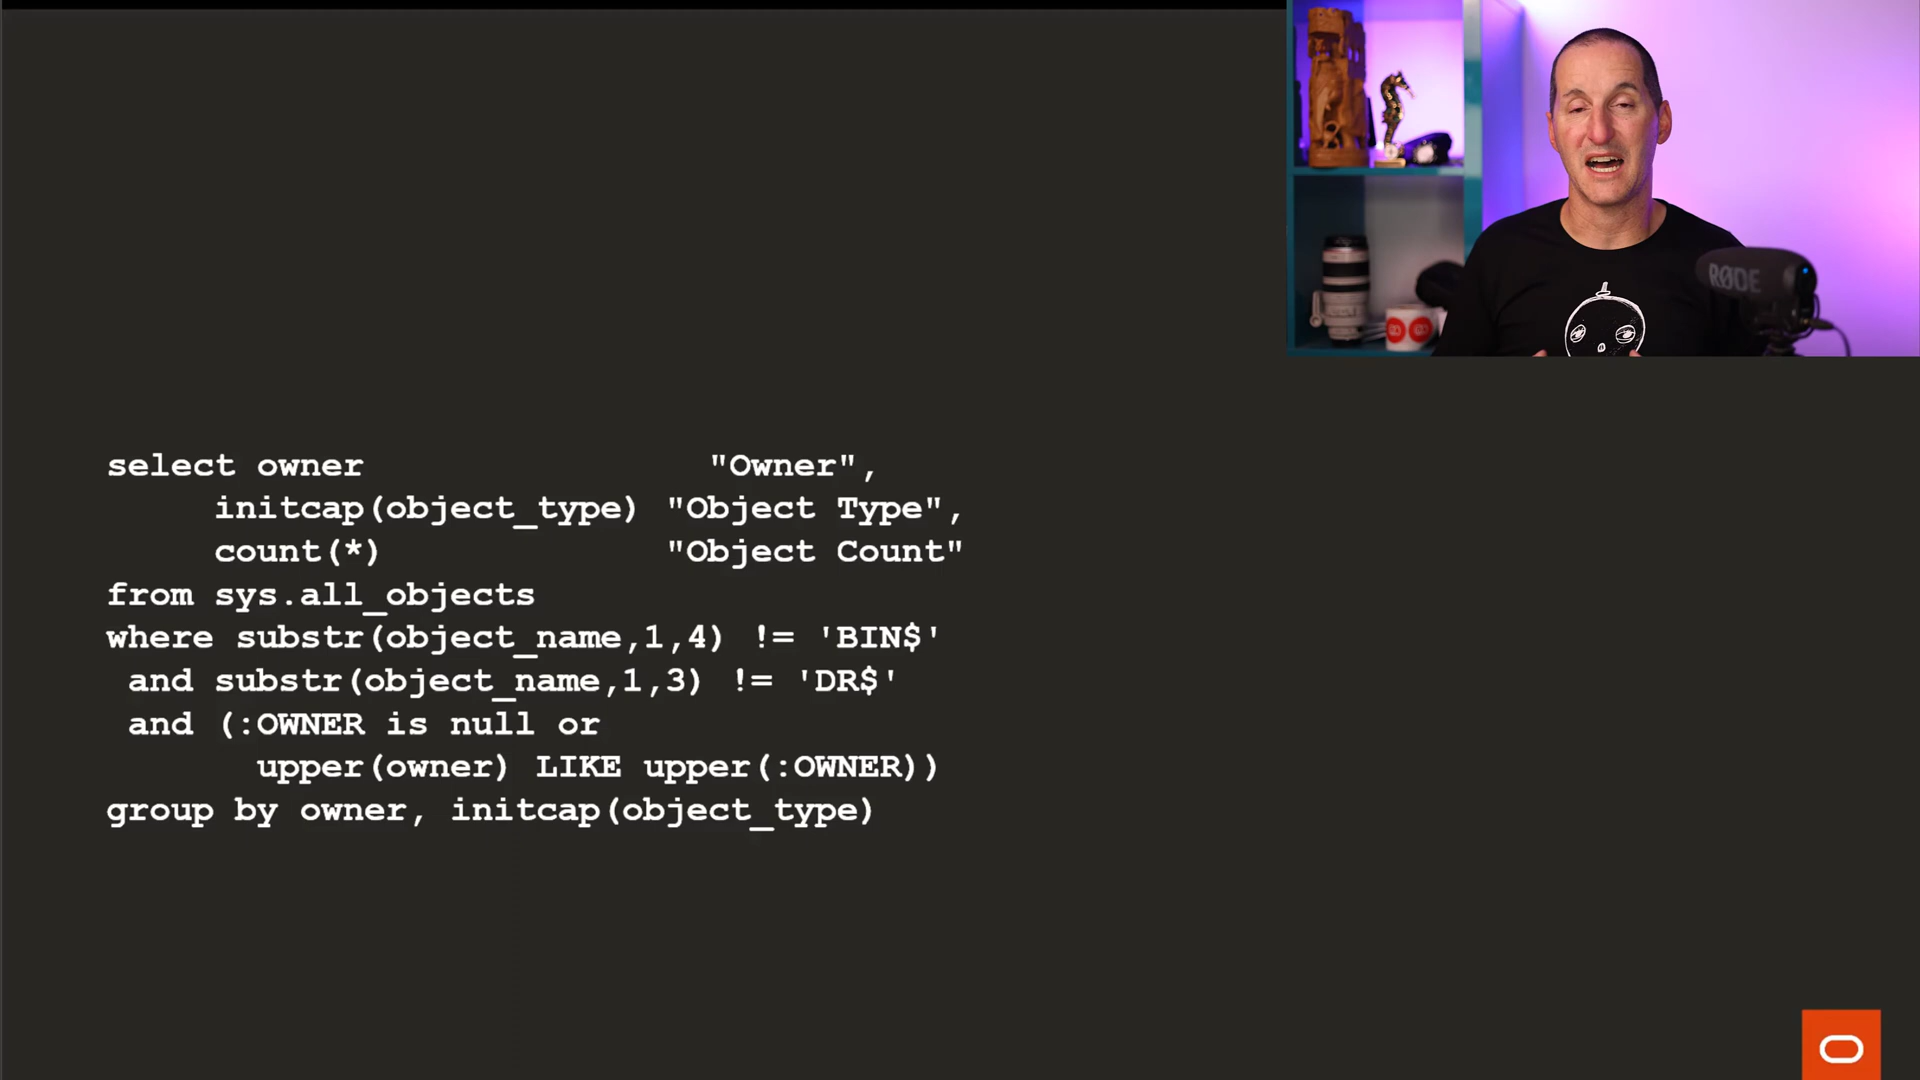 RØDE
select owner "Owner",
initcap(object_type) "Object Type",
count(*) "Object Count"
from sys.all_objects
where substr(object_name,1,4) != 'BIN$'
and substr(object_name,1,3) != 'DR$'
and (:OWNER is null or
upper(owner) LIKE upper(:OWNER))
group by owner, initcap(object_type)